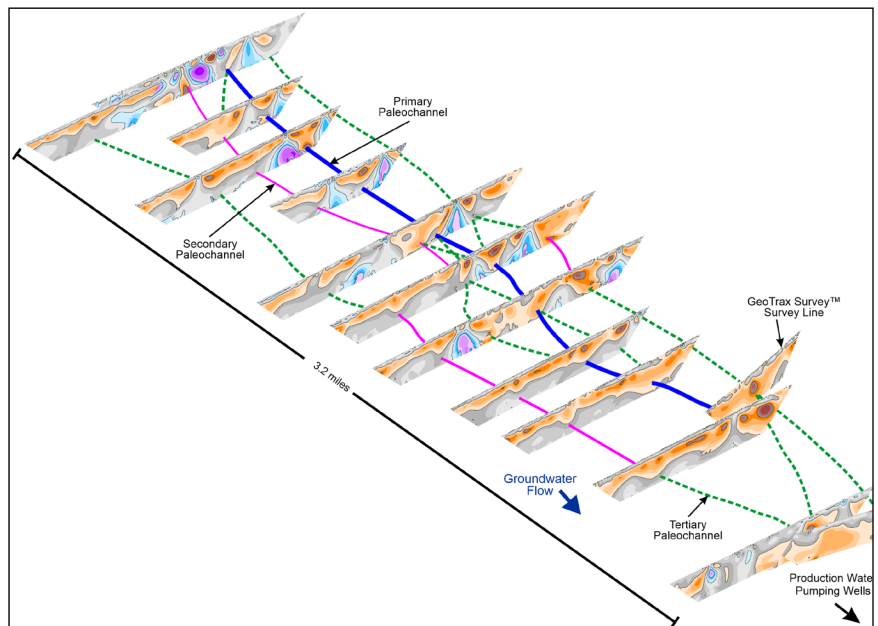 Primary
Paleochannel
Secondary
Paleochannel
GeoTrax Survey™
Survey Line
3.2 miles
Groundwater
Flow
Tertiary
Paleochannel
Production Wate
Pumping Wells